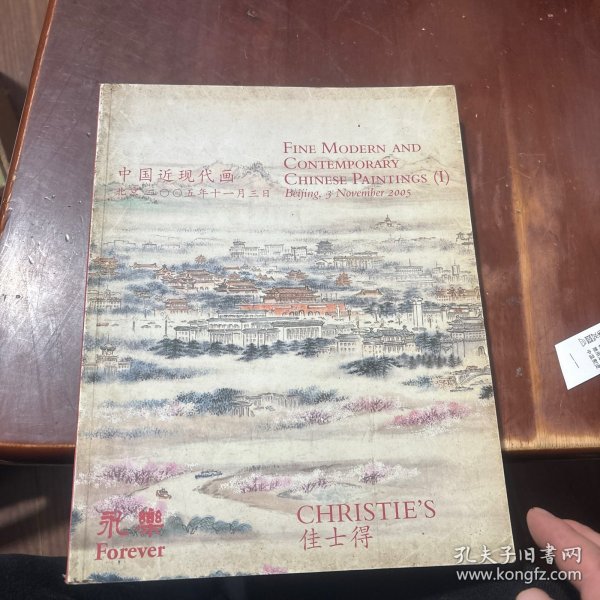 FINE MODERN AND
CONTEMPORARY
CHINESE PAINTINGS (I)
Beijing, 3 November 2005
中国近现代画
北京 二〇〇五年十一月三日
永樂
Forever
CHRISTIE'S
佳士得
孔夫子旧书网
www.kongfz.com